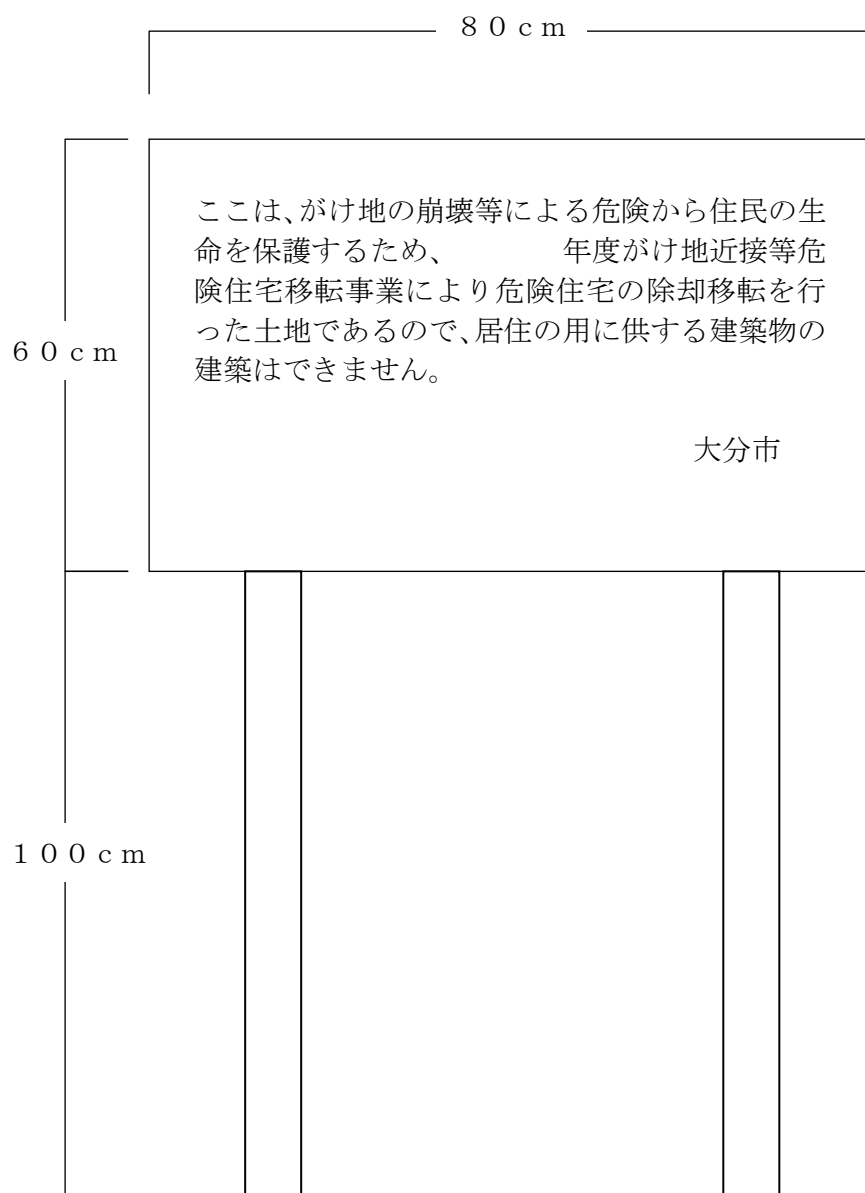 ８０ｃｍ
ここは、がけ地の崩壊等による危険から住民の生
命を保護するため、　　　　年度がけ地近接等危
険住宅移転事業により危険住宅の除却移転を行
った土地であるので、居住の用に供する建築物の
建築はできません。
６０ｃｍ
大分市
１００ｃｍ